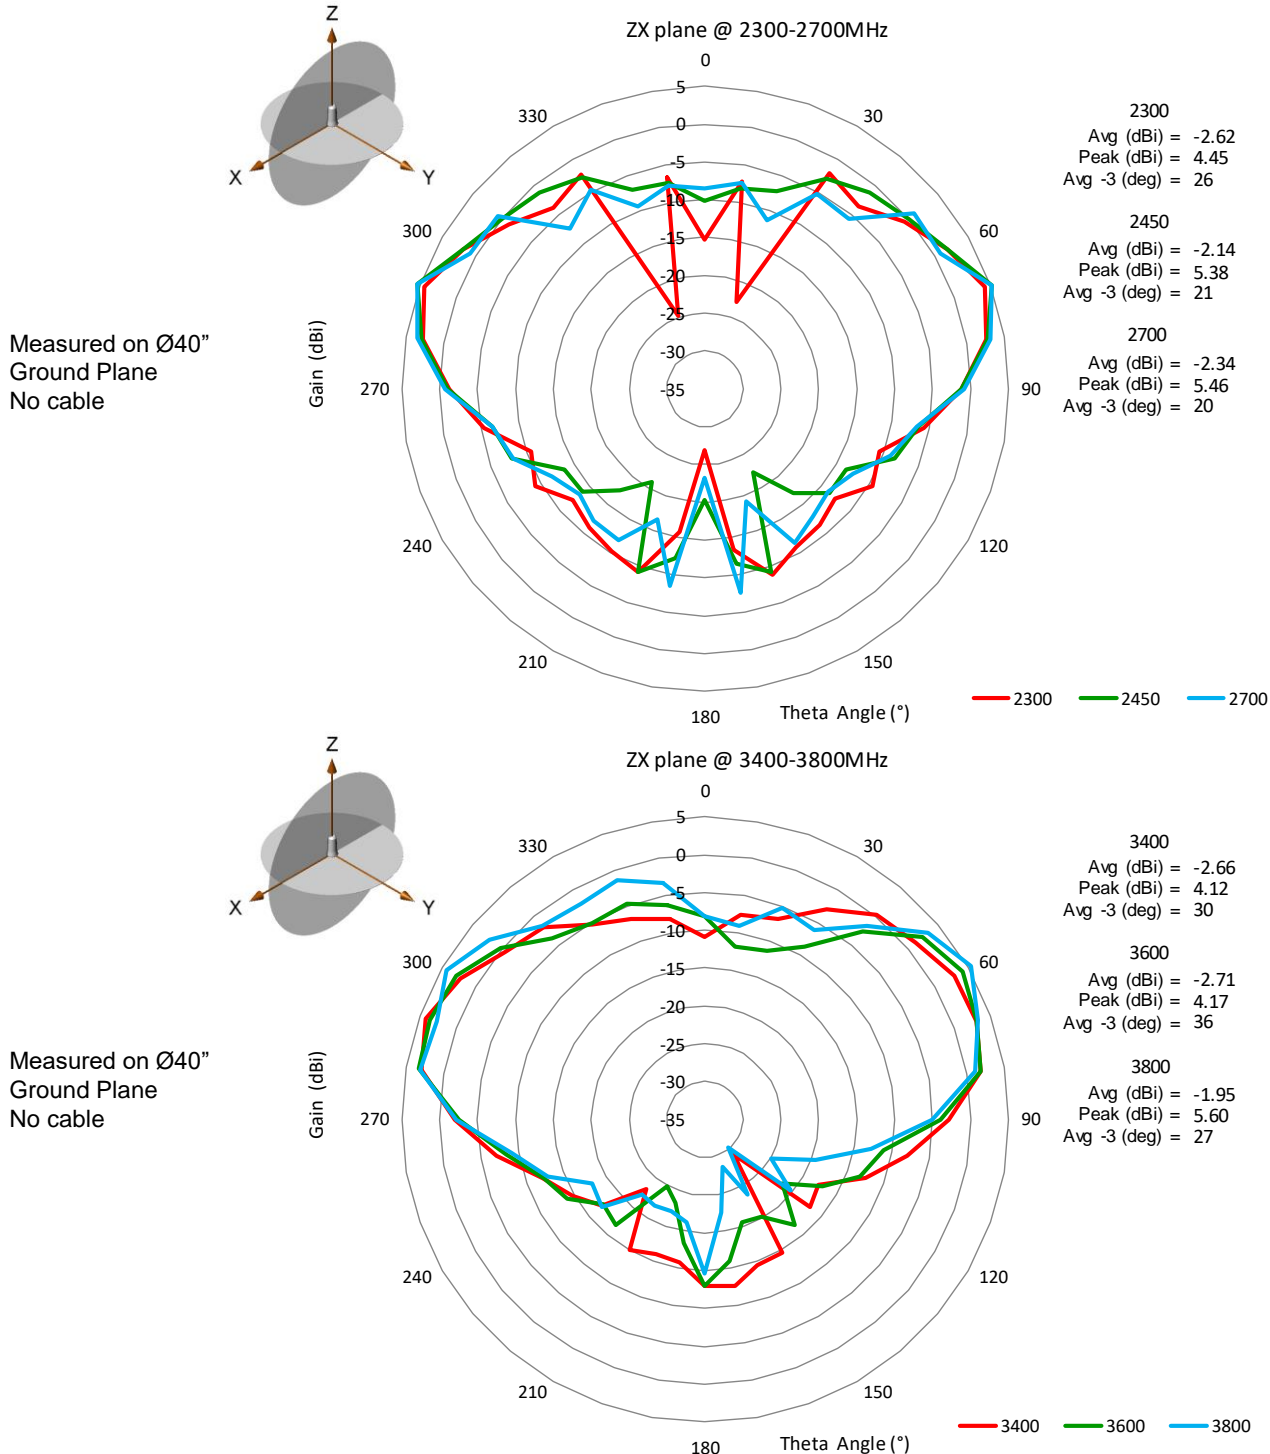 Z
X
Y
ZX plane @ 2300-2700MHz
0
30
60
90
120
150
180
210
240
270
300
330
5
0
-5
-10
-15
-20
-25
-30
-35
Gain (dBi)
Theta Angle (°)
Measured on Ø40”
Ground Plane
No cable
2300
Avg (dBi) = -2.62
Peak (dBi) = 4.45
Avg -3 (deg) = 26
2450
Avg (dBi) = -2.14
Peak (dBi) = 5.38
Avg -3 (deg) = 21
2700
Avg (dBi) = -2.34
Peak (dBi) = 5.46
Avg -3 (deg) = 20
2300 2450 2700
Z
X
Y
ZX plane @ 3400-3800MHz
0
30
60
90
120
150
180
210
240
270
300
330
5
0
-5
-10
-15
-20
-25
-30
-35
Gain (dBi)
Theta Angle (°)
Measured on Ø40”
Ground Plane
No cable
3400
Avg (dBi) = -2.66
Peak (dBi) = 4.12
Avg -3 (deg) = 30
3600
Avg (dBi) = -2.71
Peak (dBi) = 4.17
Avg -3 (deg) = 36
3800
Avg (dBi) = -1.95
Peak (dBi) = 5.60
Avg -3 (deg) = 27
3400 3600 3800